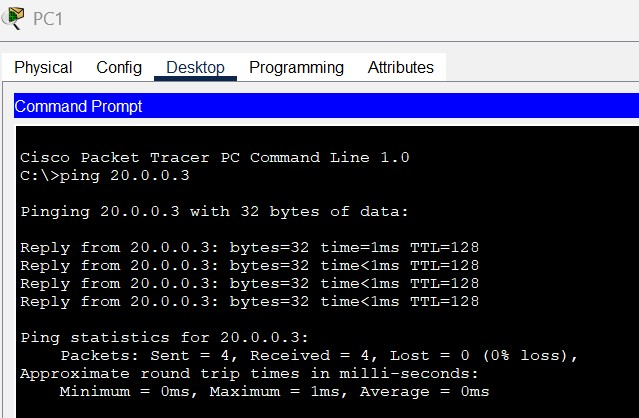 PC1
Physical Config Desktop Programming Attributes
Command Prompt
Cisco Packet Tracer PC Command Line 1.0
C:\>ping 20.0.0.3
Pinging 20.0.0.3 with 32 bytes of data:
Reply from 20.0.0.3: bytes=32 time=1ms TTL=128
Reply from 20.0.0.3: bytes=32 time<1ms TTL=128
Reply from 20.0.0.3: bytes=32 time<1ms TTL=128
Reply from 20.0.0.3: bytes=32 time<1ms TTL=128
Ping statistics for 20.0.0.3:
Packets: Sent = 4, Received = 4, Lost = 0 (0% loss),
Approximate round trip times in milli-seconds:
Minimum = 0ms, Maximum = 1ms, Average = 0ms